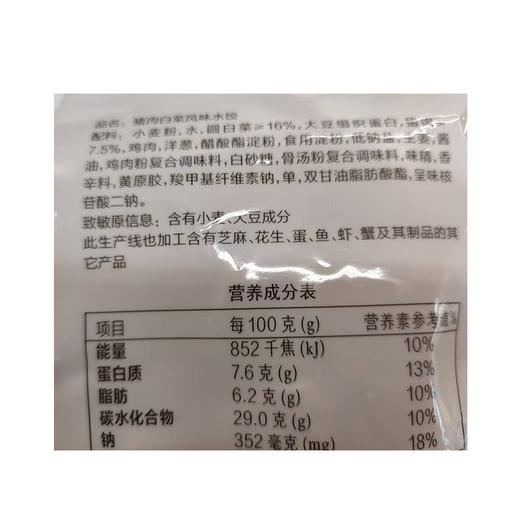 品名：猪肉白菜风味水饺
配料：小麦粉，水，圆白菜≥16%，大豆组织蛋白，猪肉≥
7.5%，鸡肉，洋葱，醋酸酯淀粉，食用淀粉，低钠盐，生姜，酱
油，鸡肉粉复合调味料，白砂糖，骨汤粉复合调味料，味精，香
辛料，黄原胶，羧甲基纤维素钠，单，双甘油脂肪酸酯，呈味核
苷酸二钠。
致敏原信息：含有小麦、大豆成分
此生产线也加工含有芝麻、花生、蛋、鱼、虾、蟹及其制品的其
它产品
营养成分表
项目 每100克(g) 营养素参考值%
能量 852千焦(kJ) 10%
蛋白质 7.6克(g) 13%
脂肪 6.2克(g) 10%
碳水化合物 29.0克(g) 10%
钠 352毫克(mg) 18%